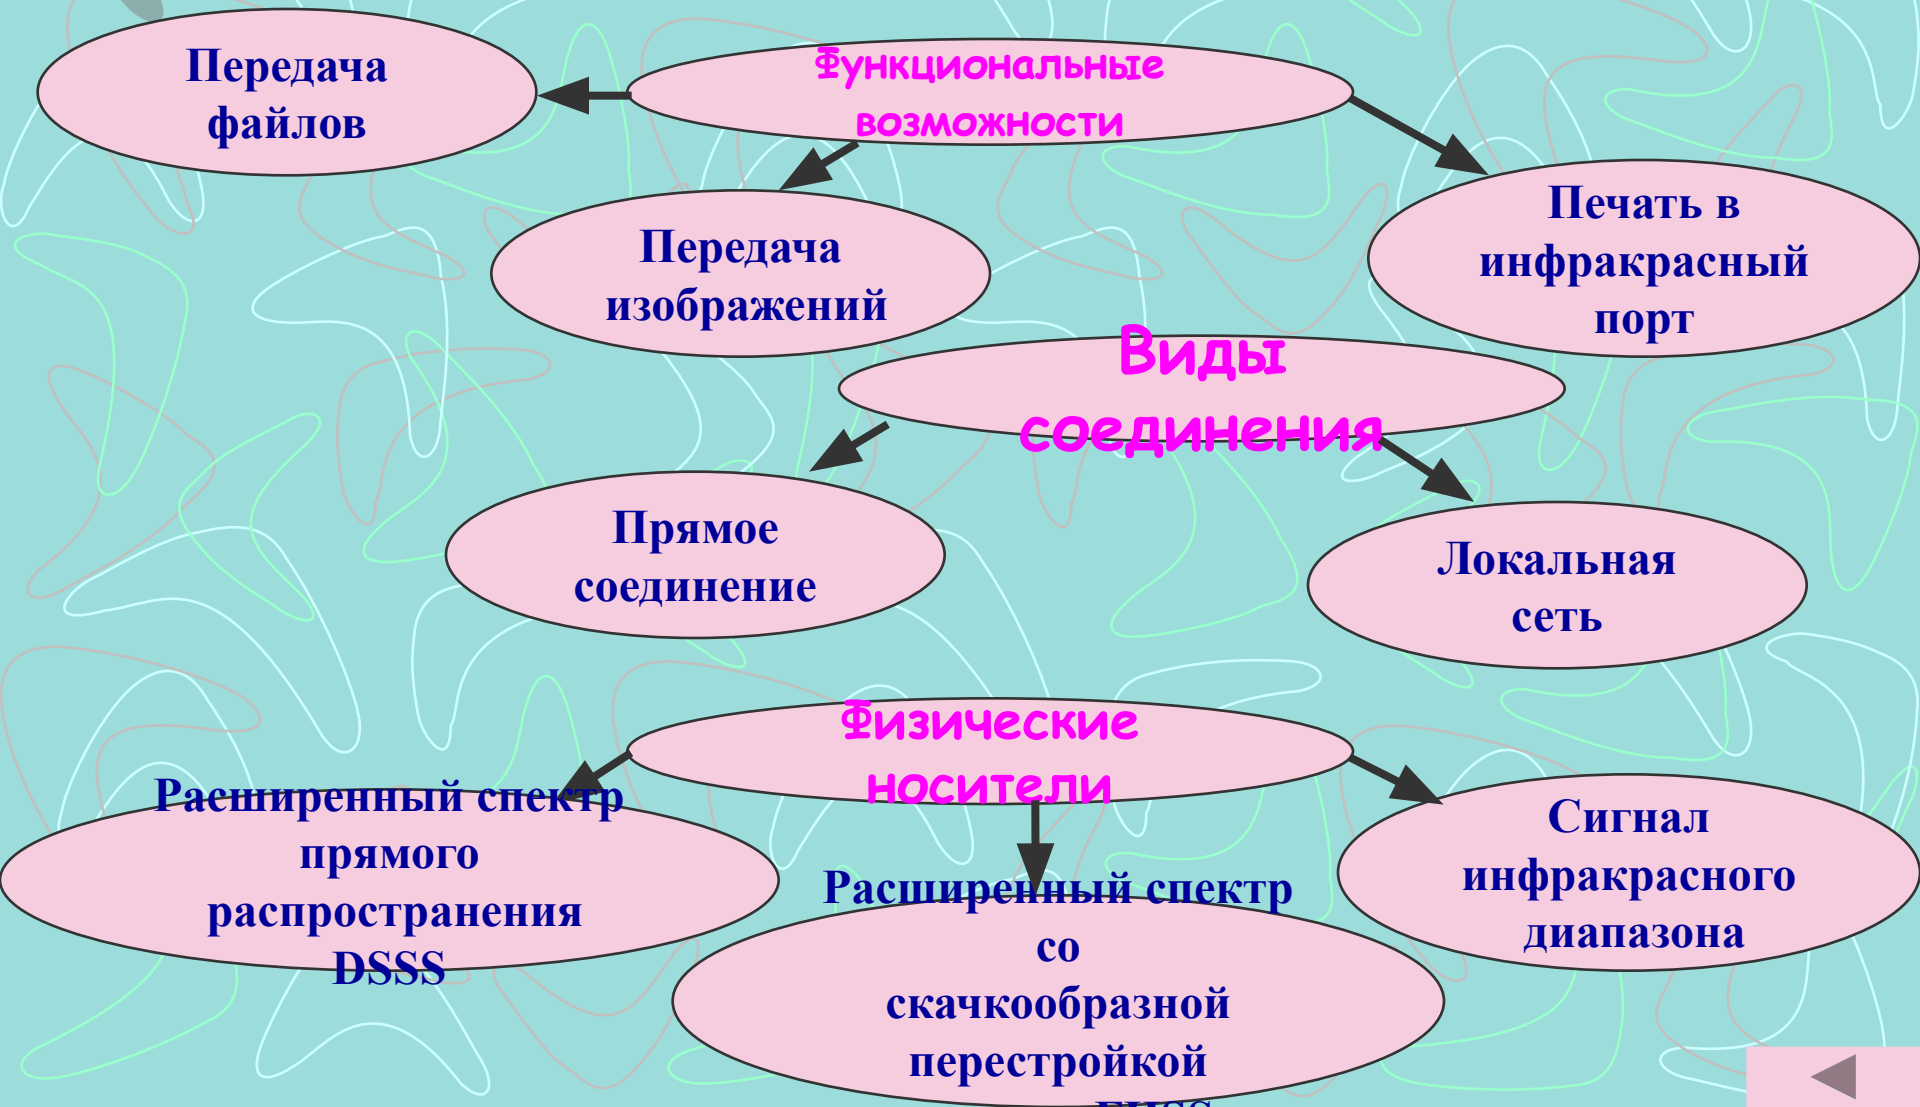 Передача
файлов
Функциональные
возможности
Передача
изображений
Печать в
инфракрасный
порт
Виды
соединения
Прямое
соединение
Локальная
сеть
Физические
носители
Расширенный спектр
прямого
распространения
DSSS
Расширенный спектр
со
скачкообразной
перестройкой
Сигнал
инфракрасного
диапазона